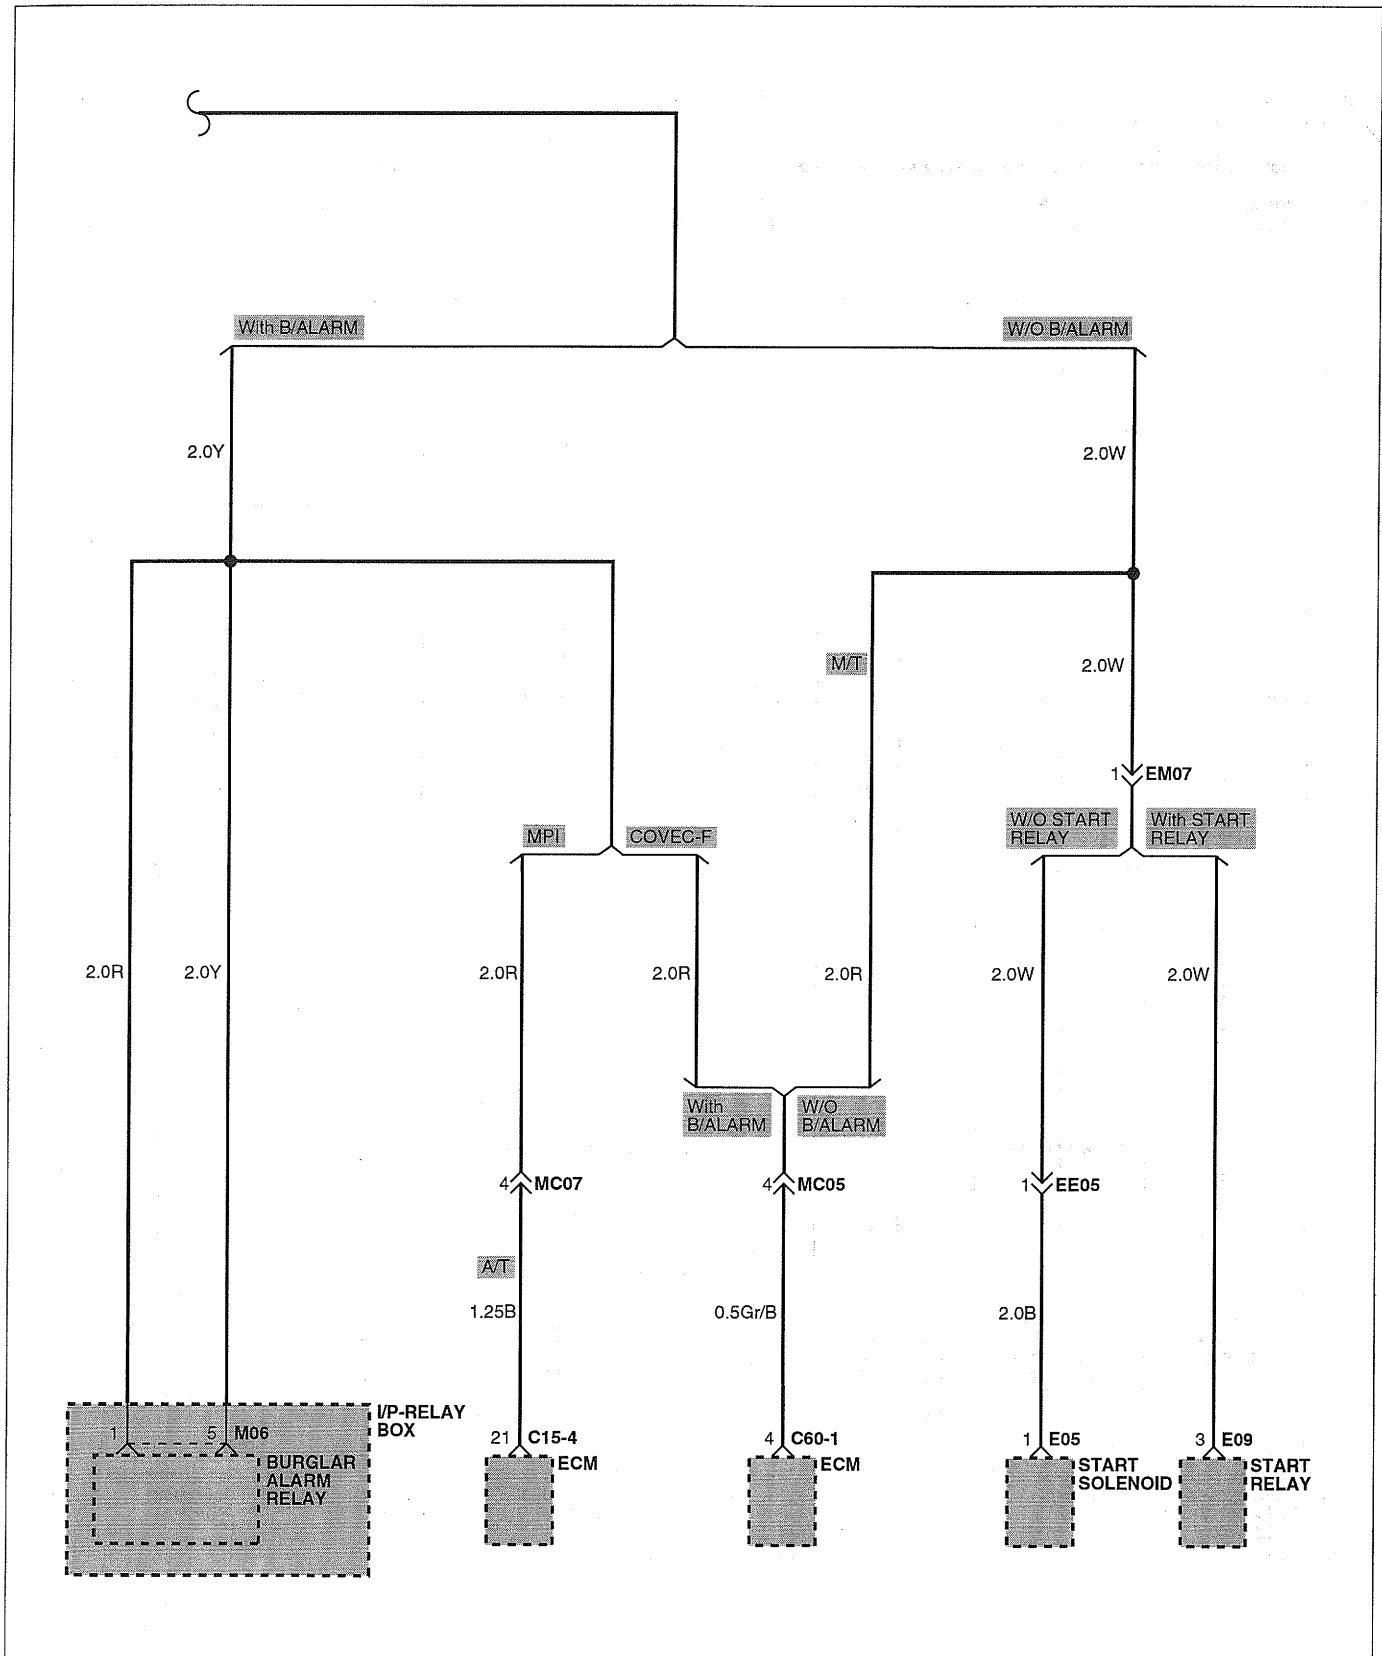 With B/ALARM
W/O B/ALARM
2.0Y
2.0W
M/T
2.0W
1 EM07
W/O START
RELAY
With START
RELAY
MPI
COVEC-F
2.0R
2.0Y
2.0R
2.0R
2.0R
2.0W
2.0W
With
B/ALARM
W/O
B/ALARM
4 MC07
4 MC05
1 EE05
A/T
1.25B
0.5Gr/B
2.0B
I/P-RELAY
BOX
1
5 M06
BURGLAR
ALARM
RELAY
21 C15-4
ECM
4 C60-1
ECM
1 E05
START
SOLENOID
3 E09
START
RELAY